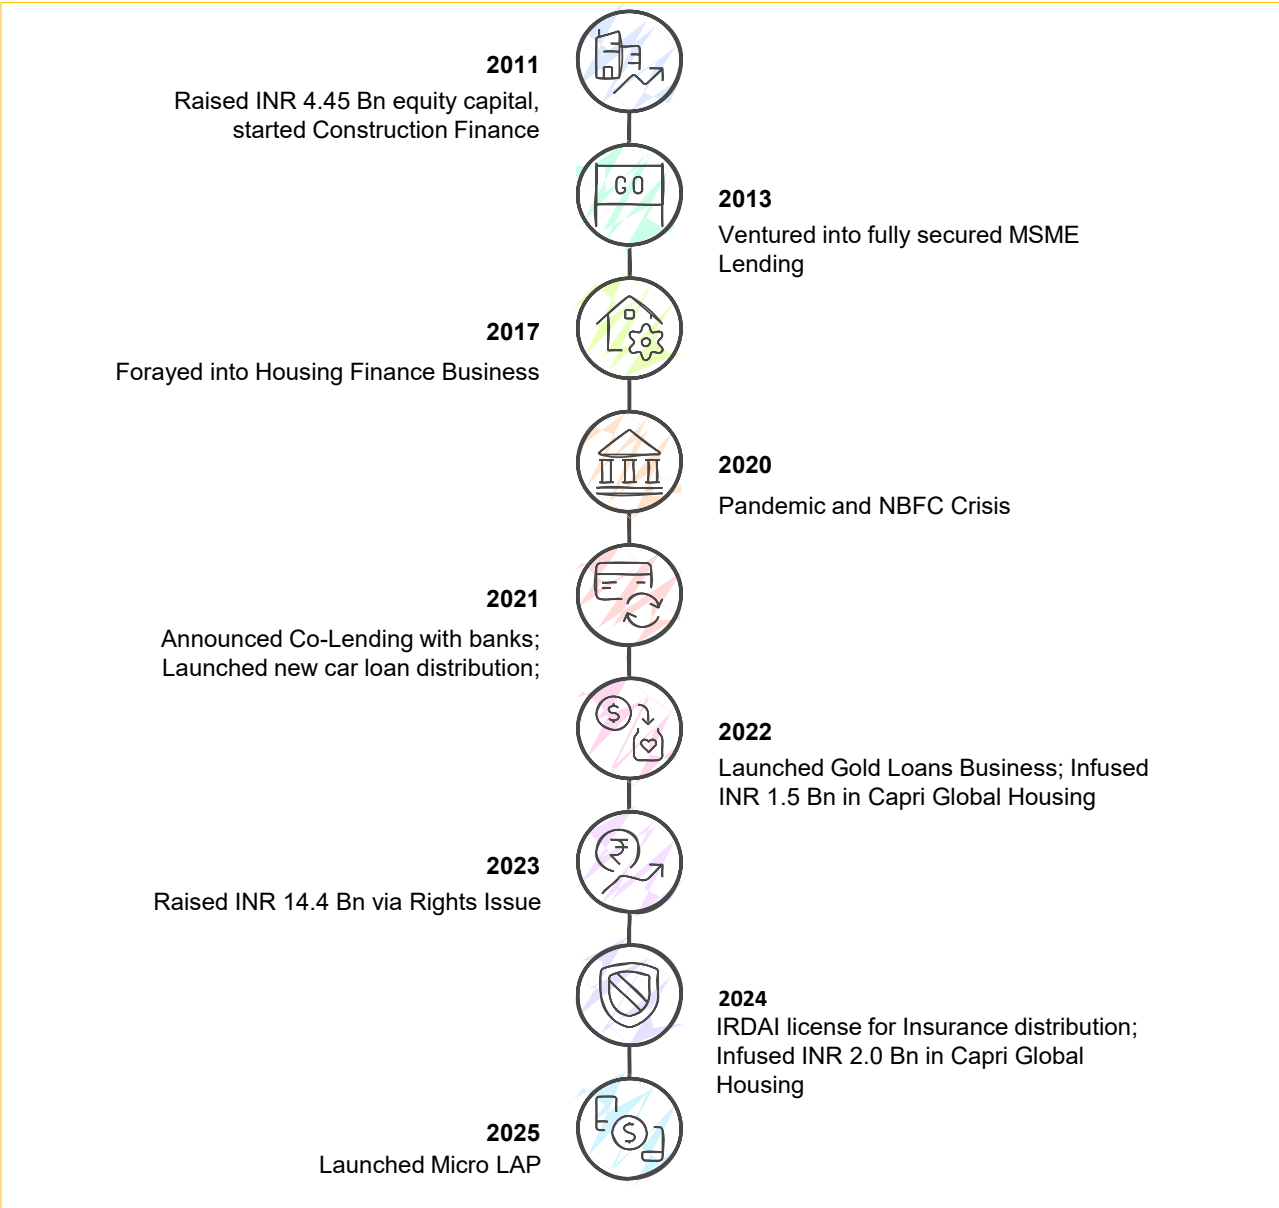 2011
Raised INR 4.45 Bn equity capital,
started Construction Finance
GO
2013
Ventured into fully secured MSME
Lending
2017
Forayed into Housing Finance Business
2020
Pandemic and NBFC Crisis
2021
Announced Co-Lending with banks;
Launched new car loan distribution;
$
2022
Launched Gold Loans Business; Infused
INR 1.5 Bn in Capri Global Housing
₹
2023
Raised INR 14.4 Bn via Rights Issue
2024
IRDAI license for Insurance distribution;
Infused INR 2.0 Bn in Capri Global
Housing
$
2025
Launched Micro LAP